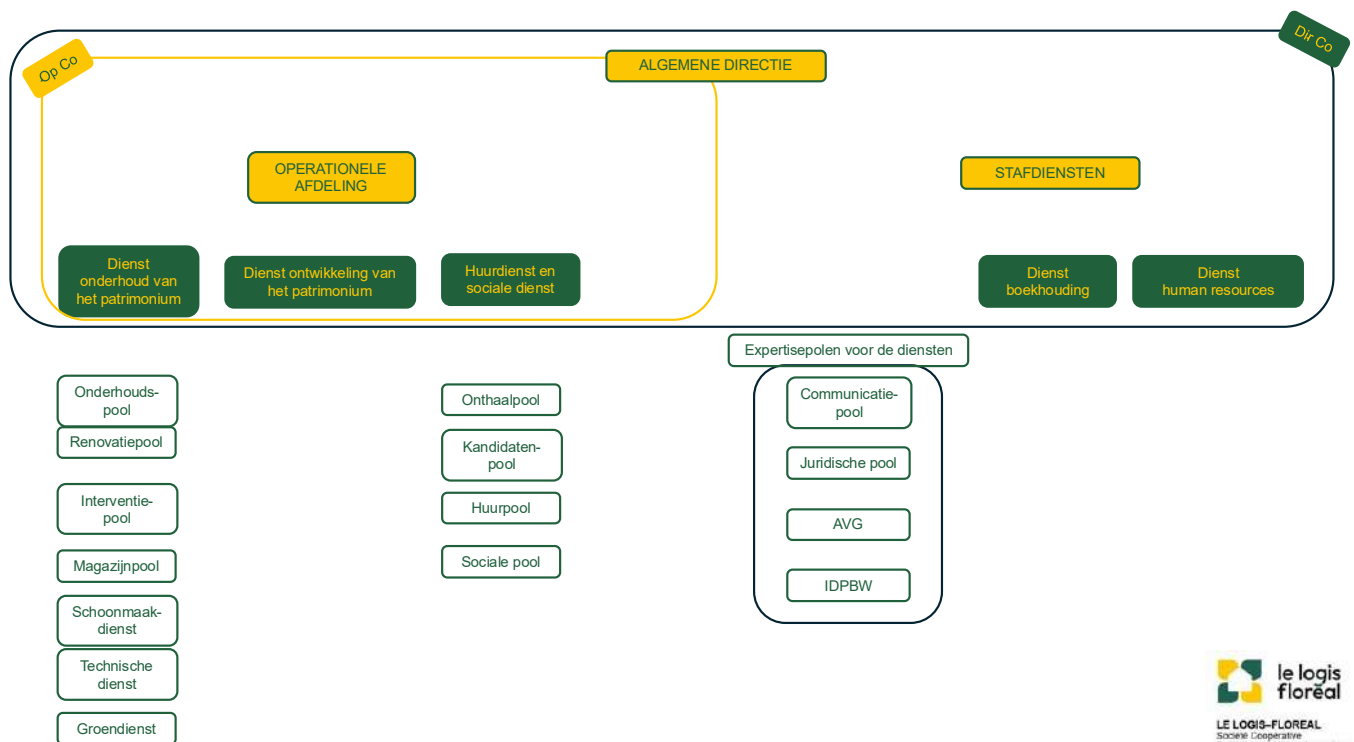 Dir Co
Op Co
ALGEMENE DIRECTIE
OPERATIONELE
AFDELING
STAFDIENSTEN
Dienst
onderhoud van
het patrimonium
Dienst ontwikkeling van
het patrimonium
Huurdienst en
sociale dienst
Dienst
boekhouding
Dienst
human resources
Expertisepolen voor de diensten
Onderhouds-
pool
Renovatiepool
Interventie-
pool
Magazijnpool
Schoonmaak-
dienst
Technische
dienst
Groendienst
Onthaalpool
Kandidaten-
pool
Huurpool
Sociale pool
Communicatie-
pool
Juridische pool
AVG
IDPBW
le logis
floréal
LE LOGIS-FLOREAL
Société Coopérative